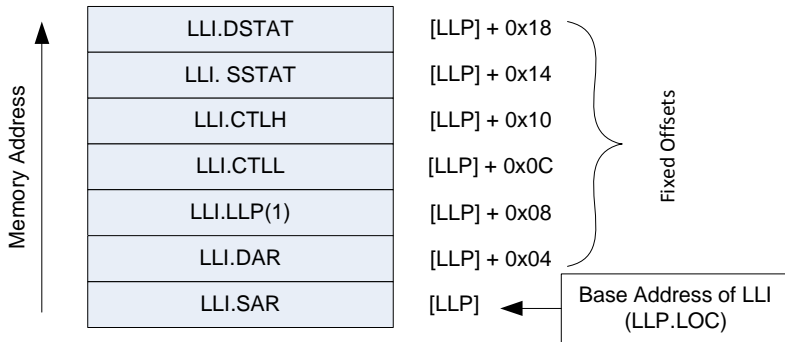 Memory Address
LLI.DSTAT [LLP] + 0x18
LLI. SSTAT [LLP] + 0x14
LLI.CTLH [LLP] + 0x10
LLI.CTLL [LLP] + 0x0C
LLI.LLP(1) [LLP] + 0x08
LLI.DAR [LLP] + 0x04
LLI.SAR [LLP]
Fixed Offsets
Base Address of LLI
(LLP.LOC)